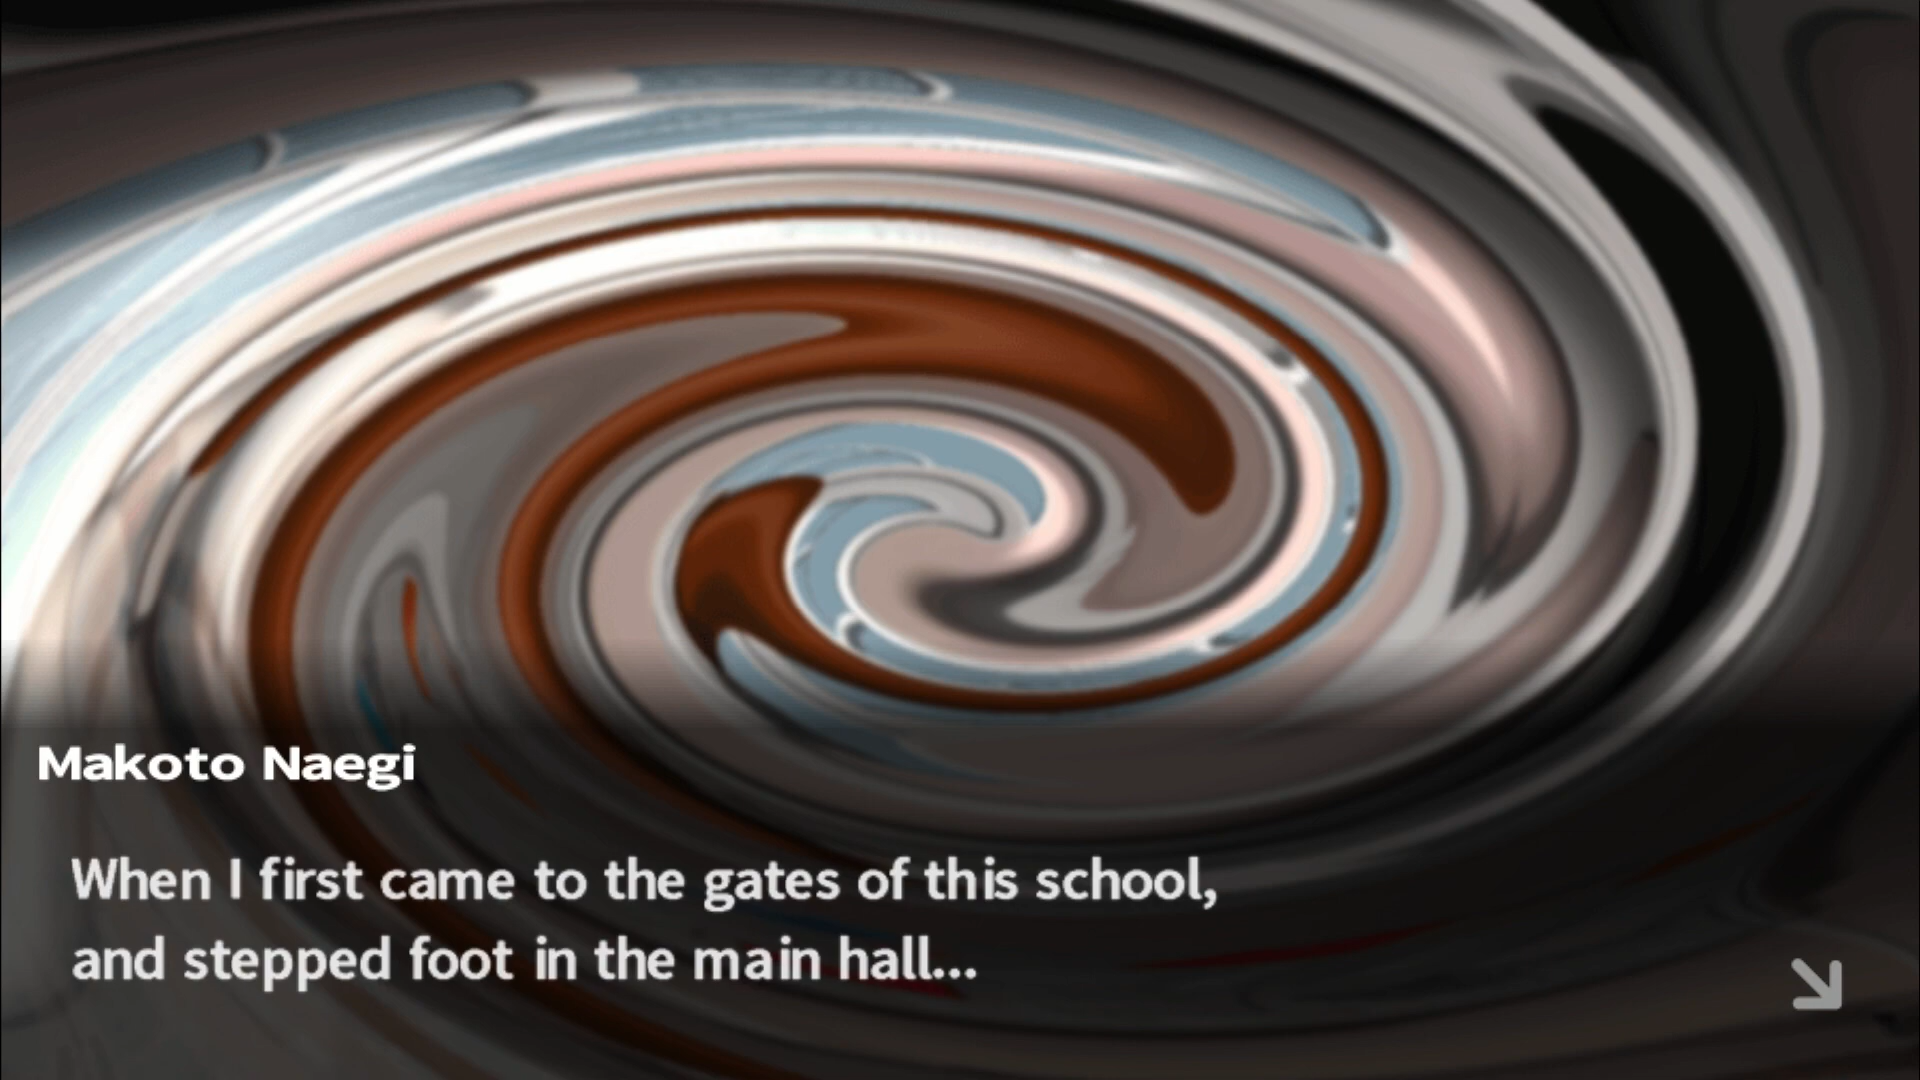 Makoto Naegi
When I first came to the gates of this school,
and stepped foot in the main hall...